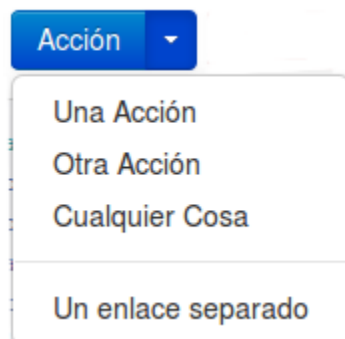 Acción
Una Acción
Otra Acción
Cualquier Cosa
Un enlace separado